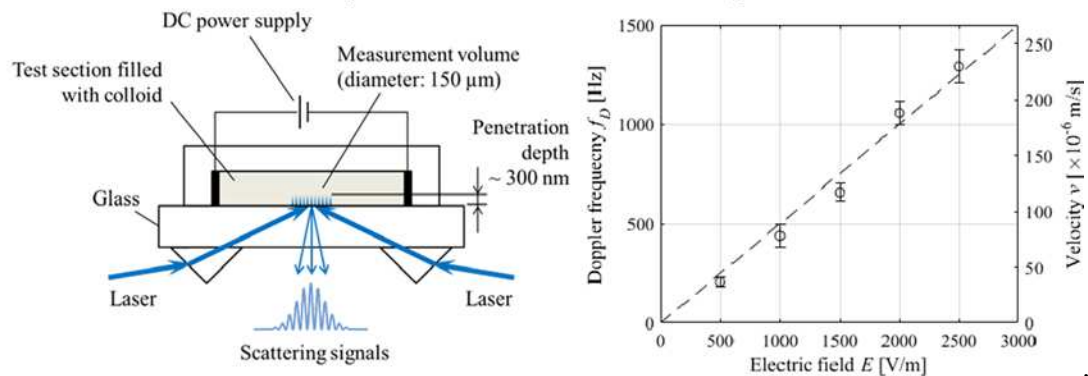 DC power supply
Test section filled
with colloid
Measurement volume
(diameter: 150 µm)
Penetration
depth
~ 300 nm
Glass
Laser
Laser
Scattering signals
Doppler frequecny f_D [Hz]
1500
1000
500
0
0 500 1000 1500 2000 2500 3000
Electric field E [V/m]
250
200
150
100
50
0
Velocity v [×10⁻⁶ m/s]